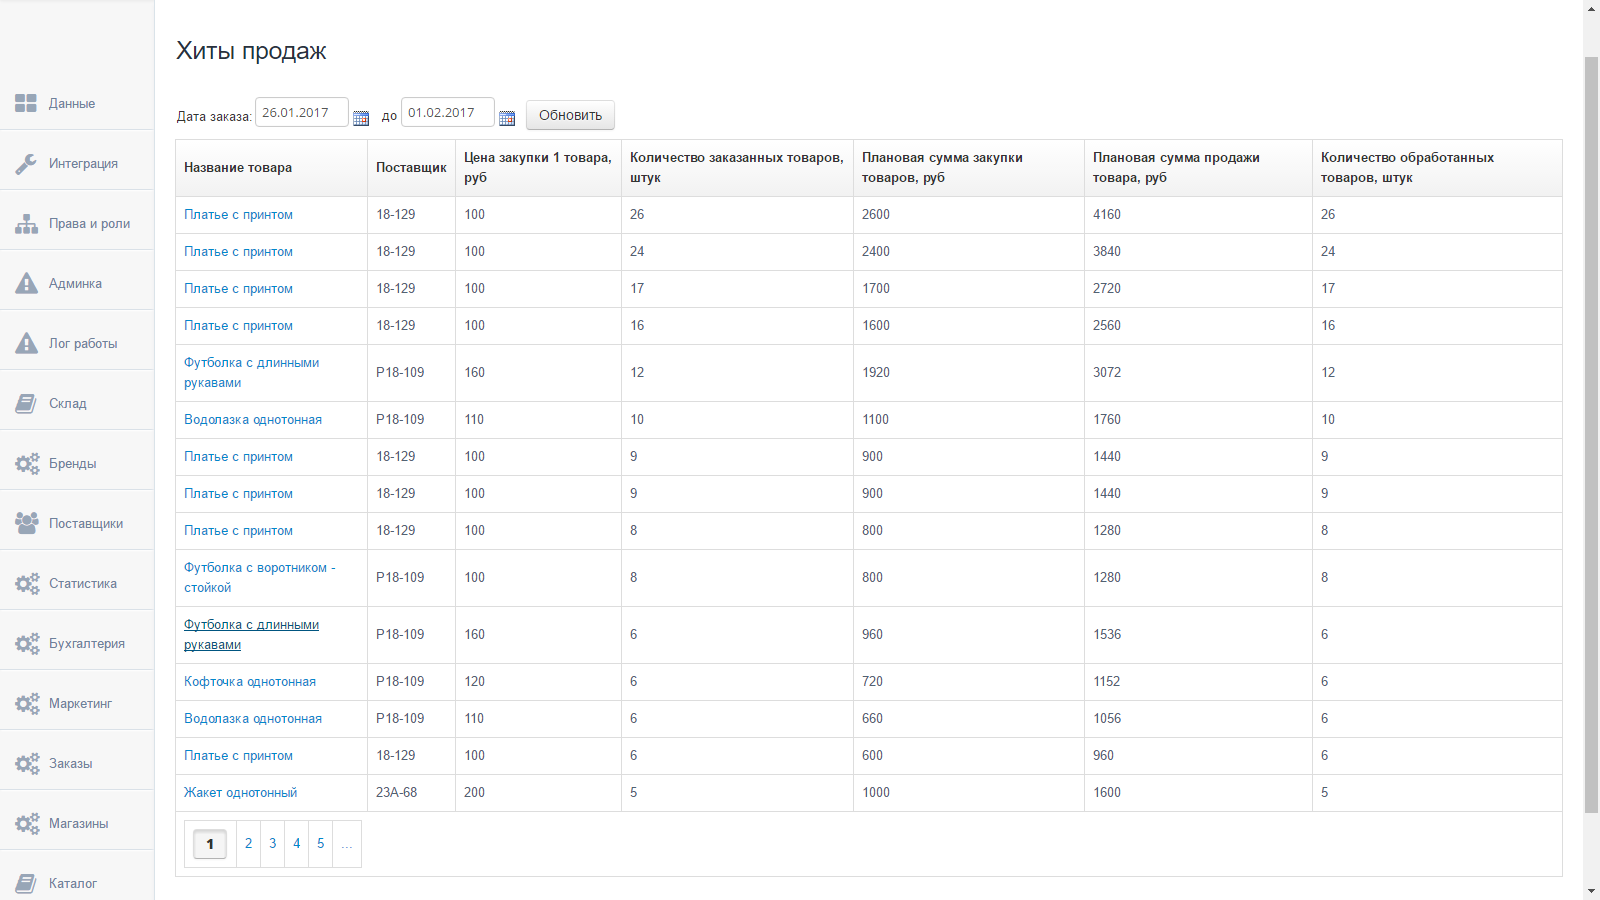 Данные
Интеграция
Права и роли
Админка
Лог работы
Склад
Бренды
Поставщики
Статистика
Бухгалтерия
Маркетинг
Заказы
Магазины
Каталог
Хиты продаж
Дата заказа: 26.01.2017 до 01.02.2017 Обновить
Название товара Поставщик Цена закупки 1 товара, руб Количество заказанных товаров, штук Плановая сумма закупки товаров, руб Плановая сумма продажи товара, руб Количество обработанных товаров, штук
Платье с принтом 18-129 100 26 2600 4160 26
Платье с принтом 18-129 100 24 2400 3840 24
Платье с принтом 18-129 100 17 1700 2720 17
Платье с принтом 18-129 100 16 1600 2560 16
Футболка с длинными рукавами Р18-109 160 12 1920 3072 12
Водолазка однотонная Р18-109 110 10 1100 1760 10
Платье с принтом 18-129 100 9 900 1440 9
Платье с принтом 18-129 100 9 900 1440 9
Платье с принтом 18-129 100 8 800 1280 8
Футболка с воротником - стойкой Р18-109 100 8 800 1280 8
Футболка с длинными рукавами Р18-109 160 6 960 1536 6
Кофточка однотонная Р18-109 120 6 720 1152 6
Водолазка однотонная Р18-109 110 6 660 1056 6
Платье с принтом 18-129 100 6 600 960 6
Жакет однотонный 23А-68 200 5 1000 1600 5
1 2 3 4 5 ...